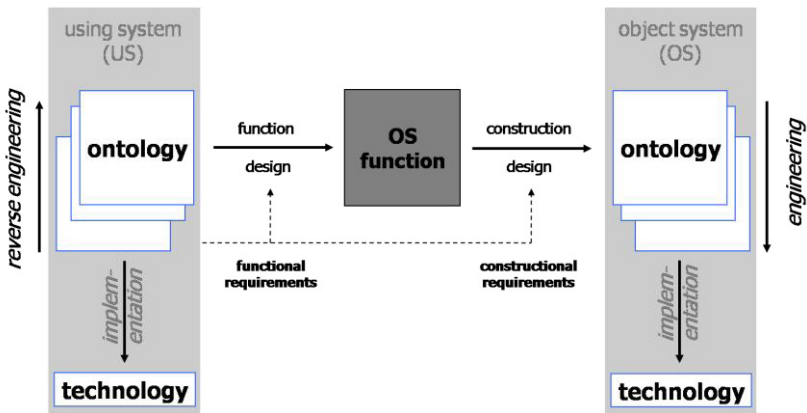 using system
(US)
reverse engineering
ontology
implem-
entation
technology
function
design
functional
requirements
OS
function
construction
design
constructional
requirements
object system
(OS)
ontology
implem-
entation
technology
engineering